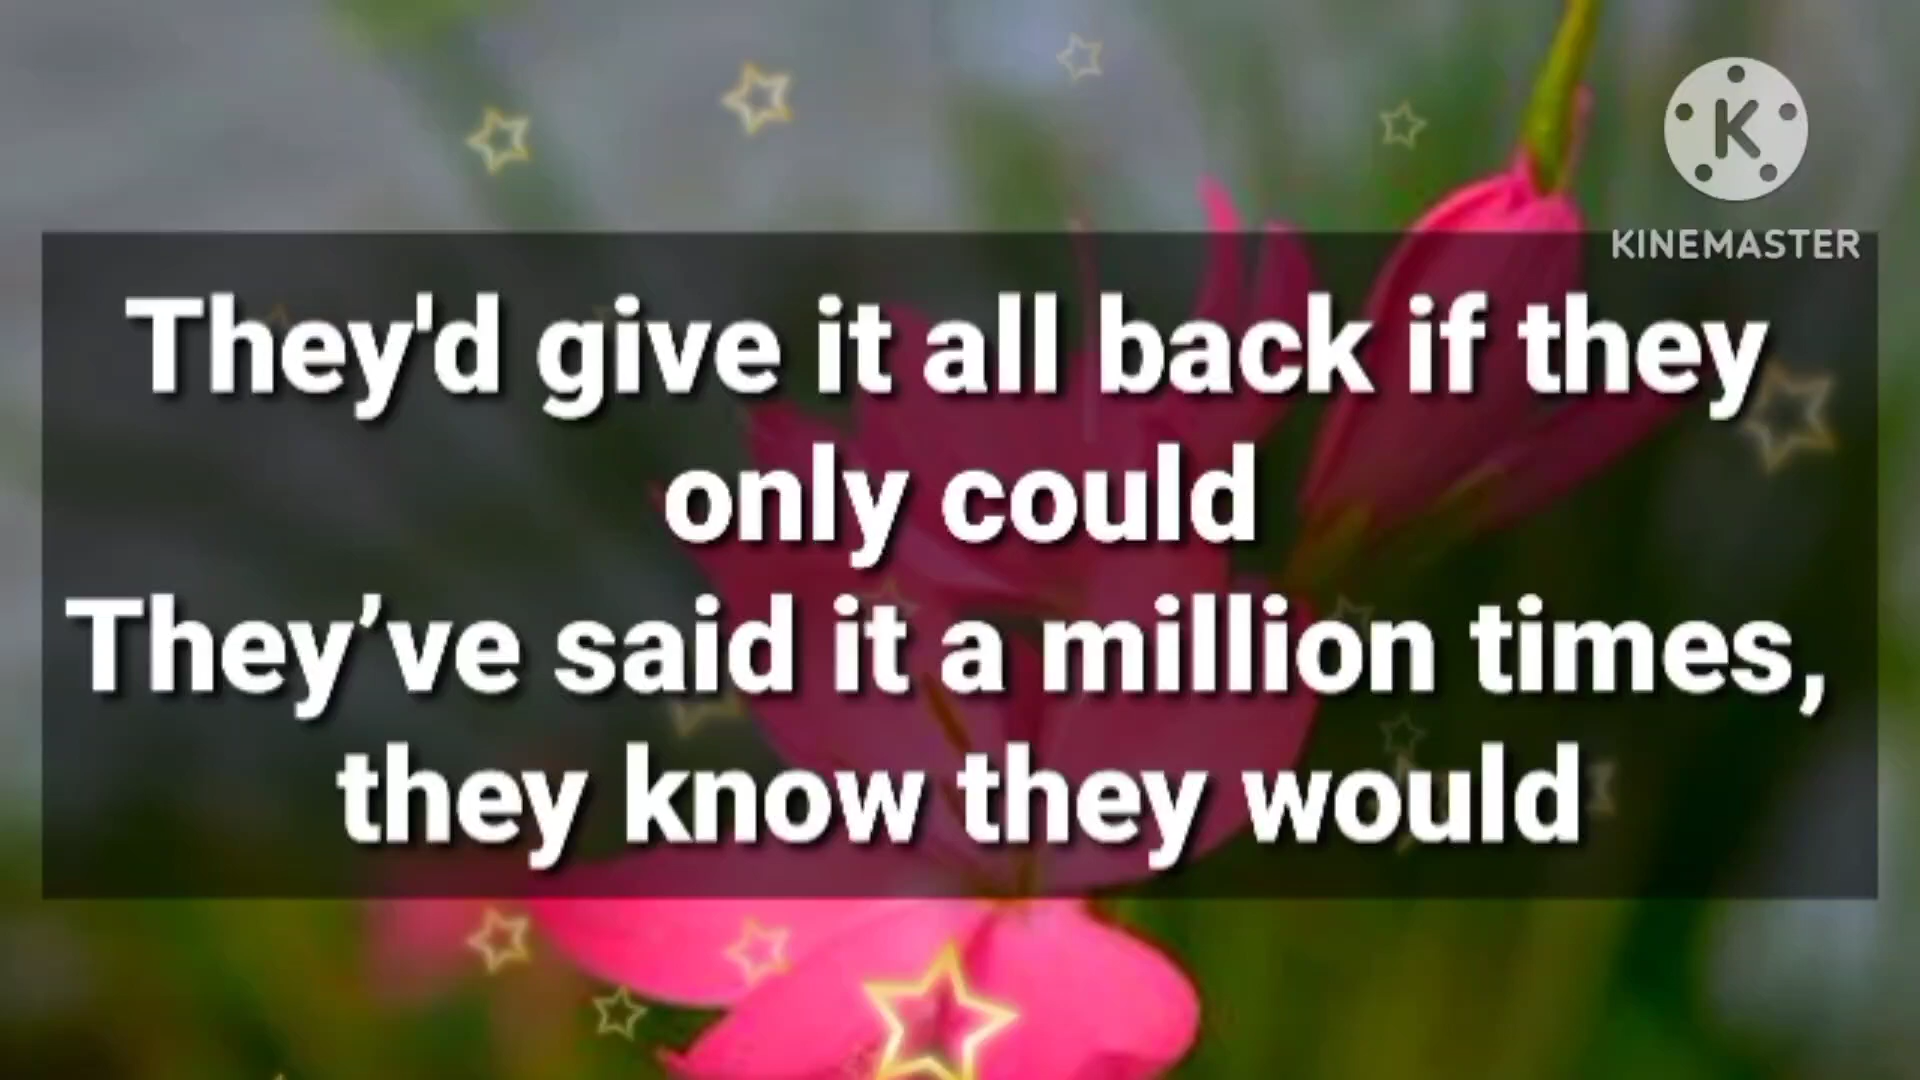 K
KINEMASTER
They'd give it all back if they
only could
They’ve said it a million times,
they know they would